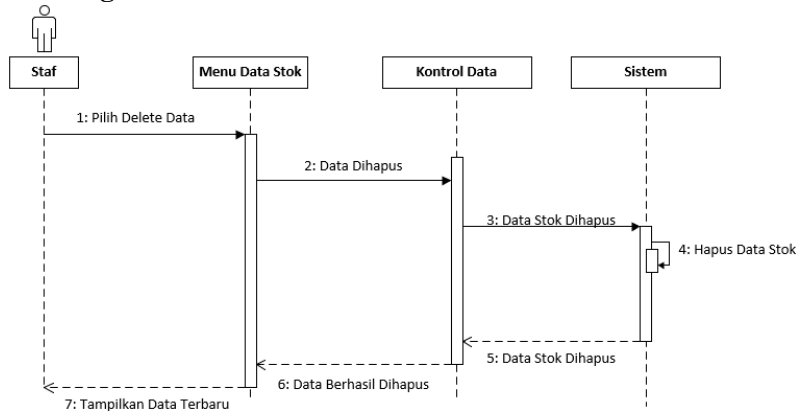 Staf
Menu Data Stok
Kontrol Data
Sistem
1: Pilih Delete Data
2: Data Dihapus
3: Data Stok Dihapus
4: Hapus Data Stok
5: Data Stok Dihapus
6: Data Berhasil Dihapus
7: Tampilkan Data Terbaru